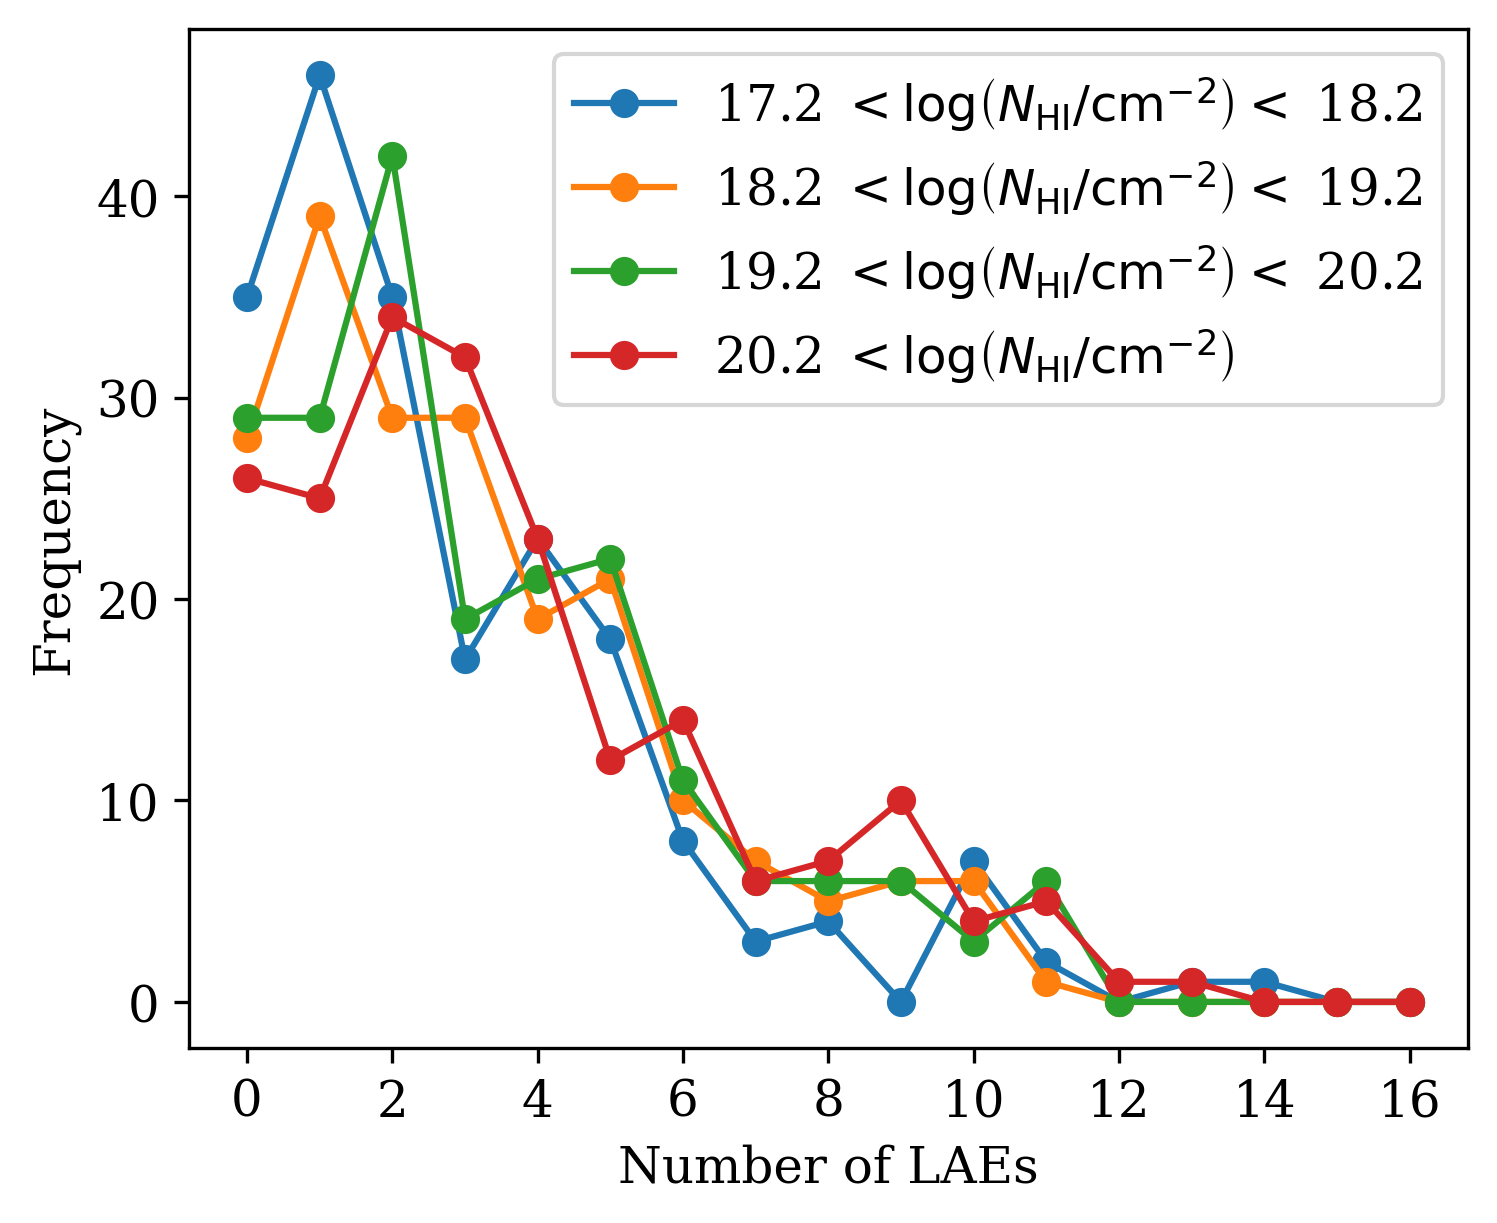 17.2 < log(N_HI/cm⁻²) < 18.2
18.2 < log(N_HI/cm⁻²) < 19.2
19.2 < log(N_HI/cm⁻²) < 20.2
20.2 < log(N_HI/cm⁻²)
Frequency
40
30
20
10
0
0 2 4 6 8 10 12 14 16
Number of LAEs